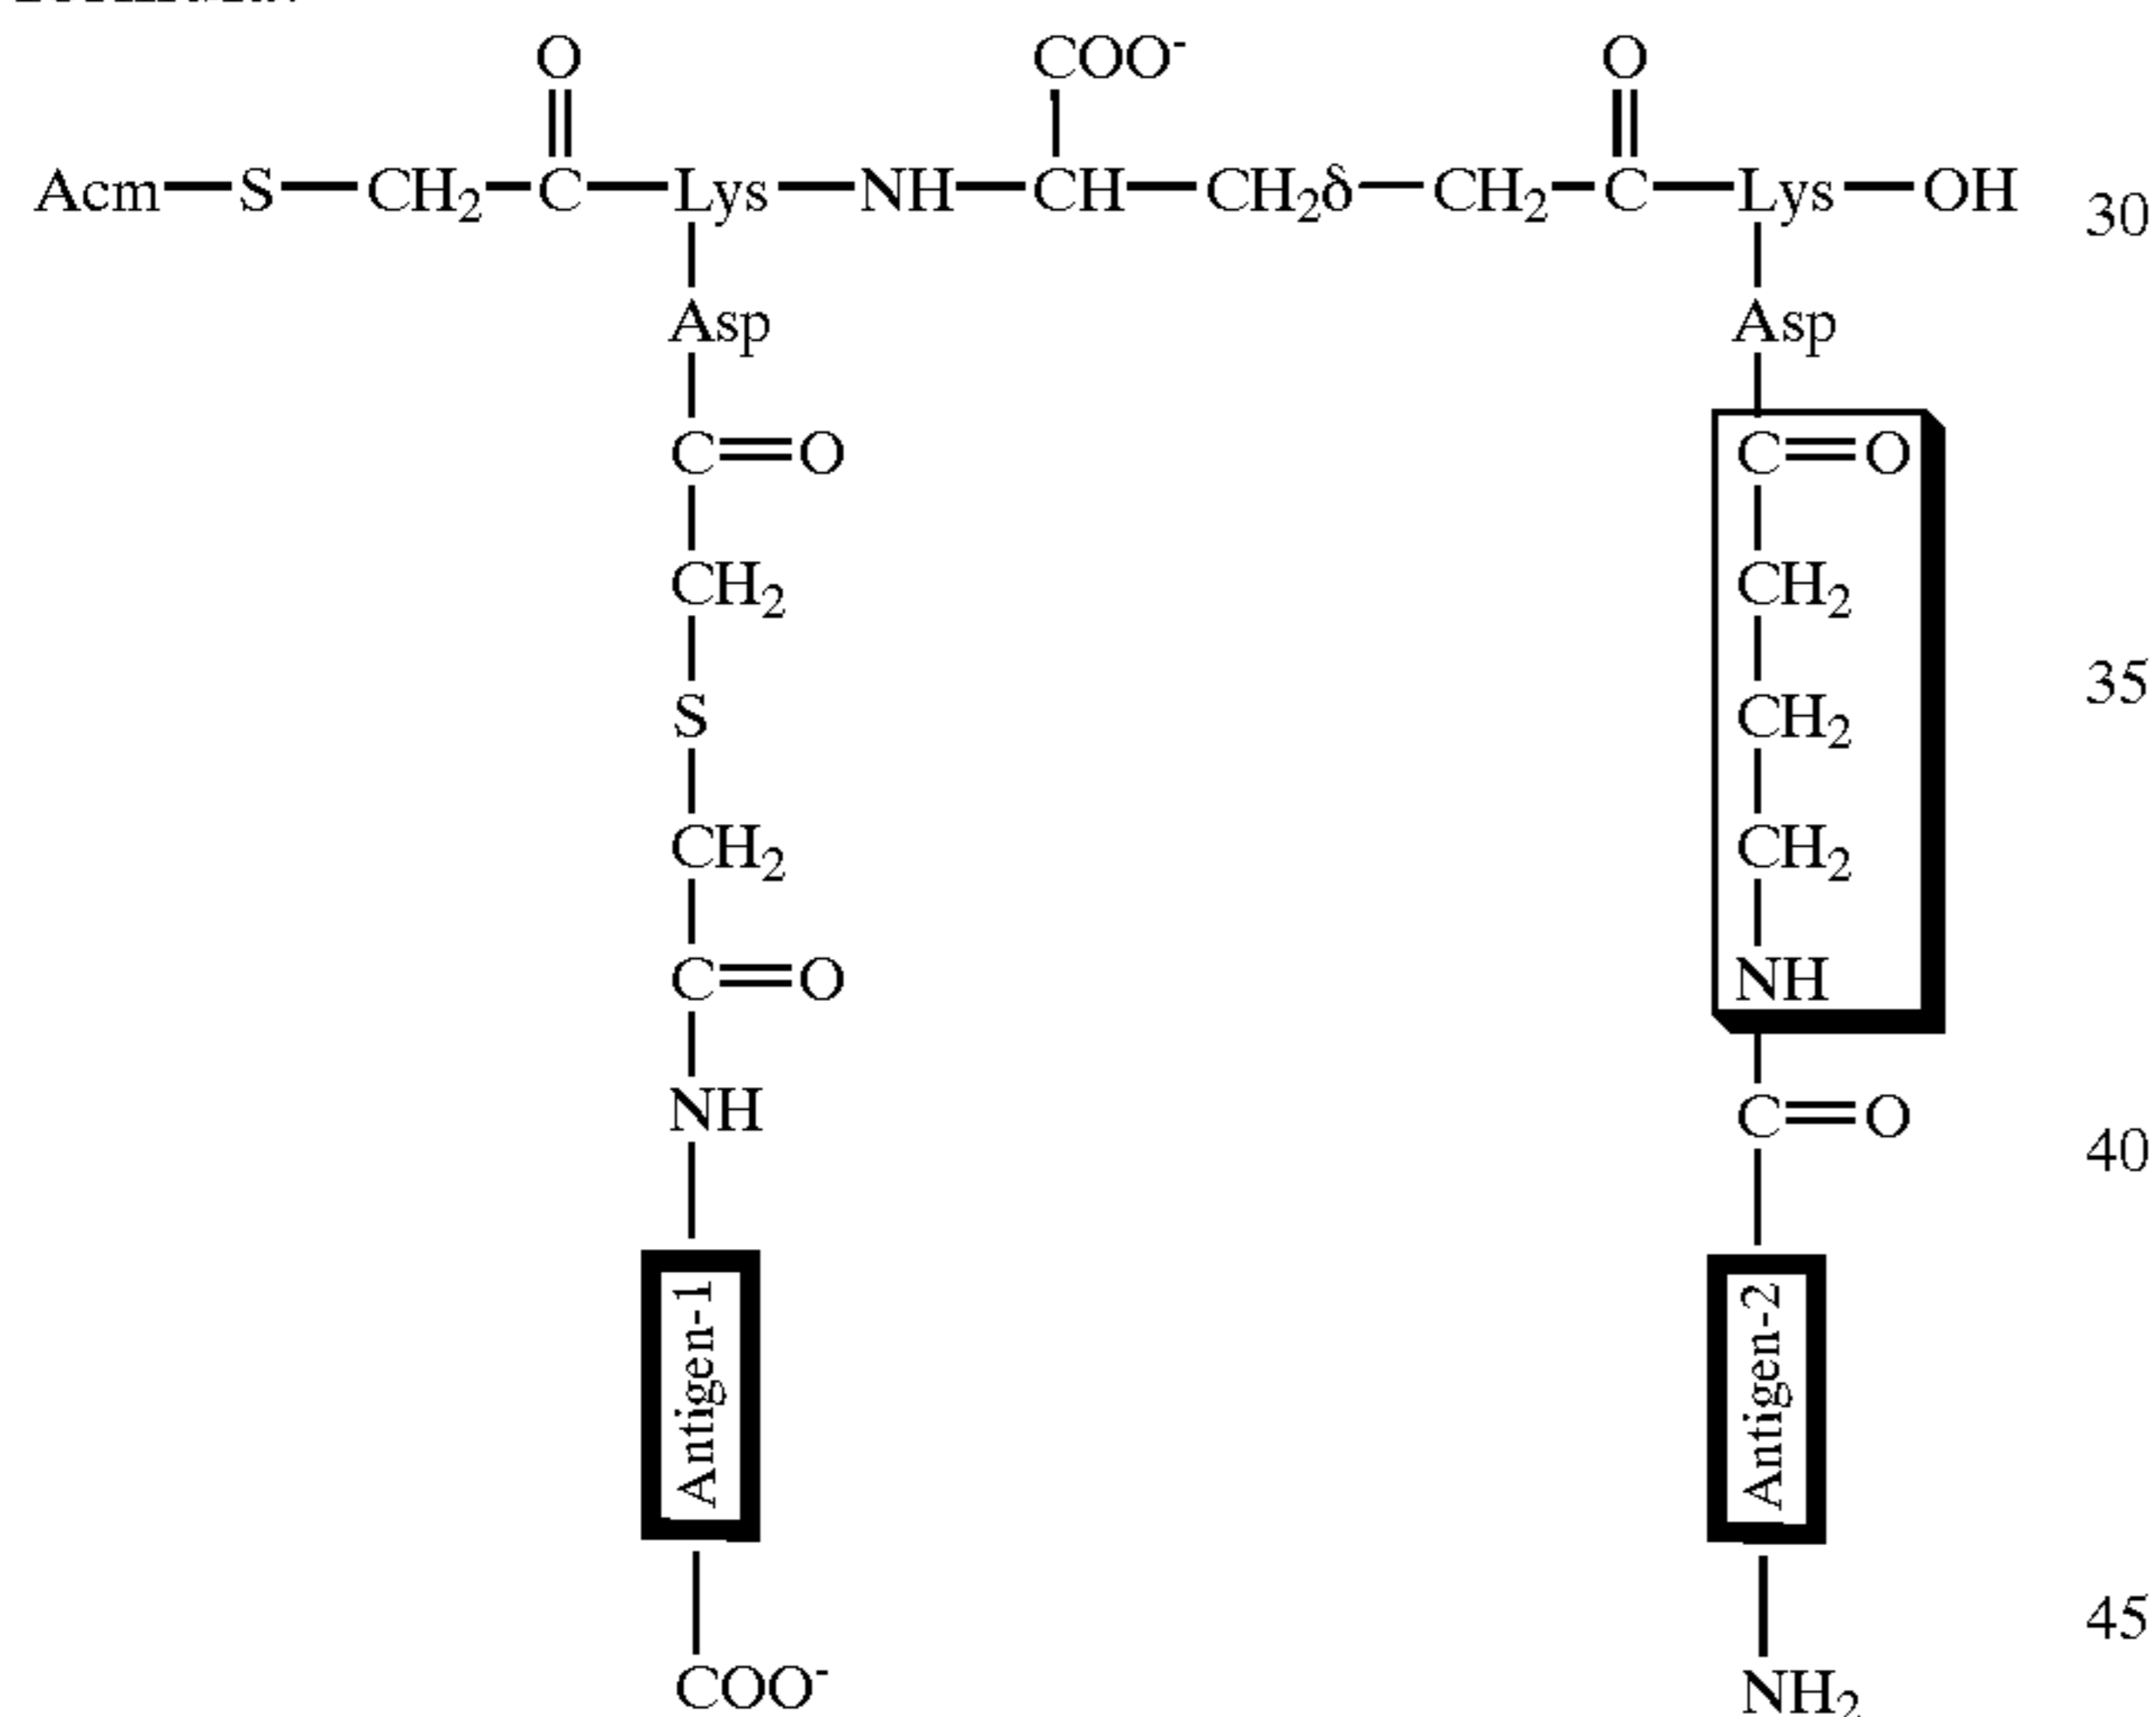 O COO⁻ O
Acm—S—CH₂—C—Lys—NH—CH—CH₂δ—CH₂—C—Lys—OH 30
Asp Asp
C=O C=O
CH₂ CH₂
S CH₂ 35
CH₂ CH₂
C=O NH
NH C=O 40
Antigen-1 Antigen-2
45
COO⁻ NH₂